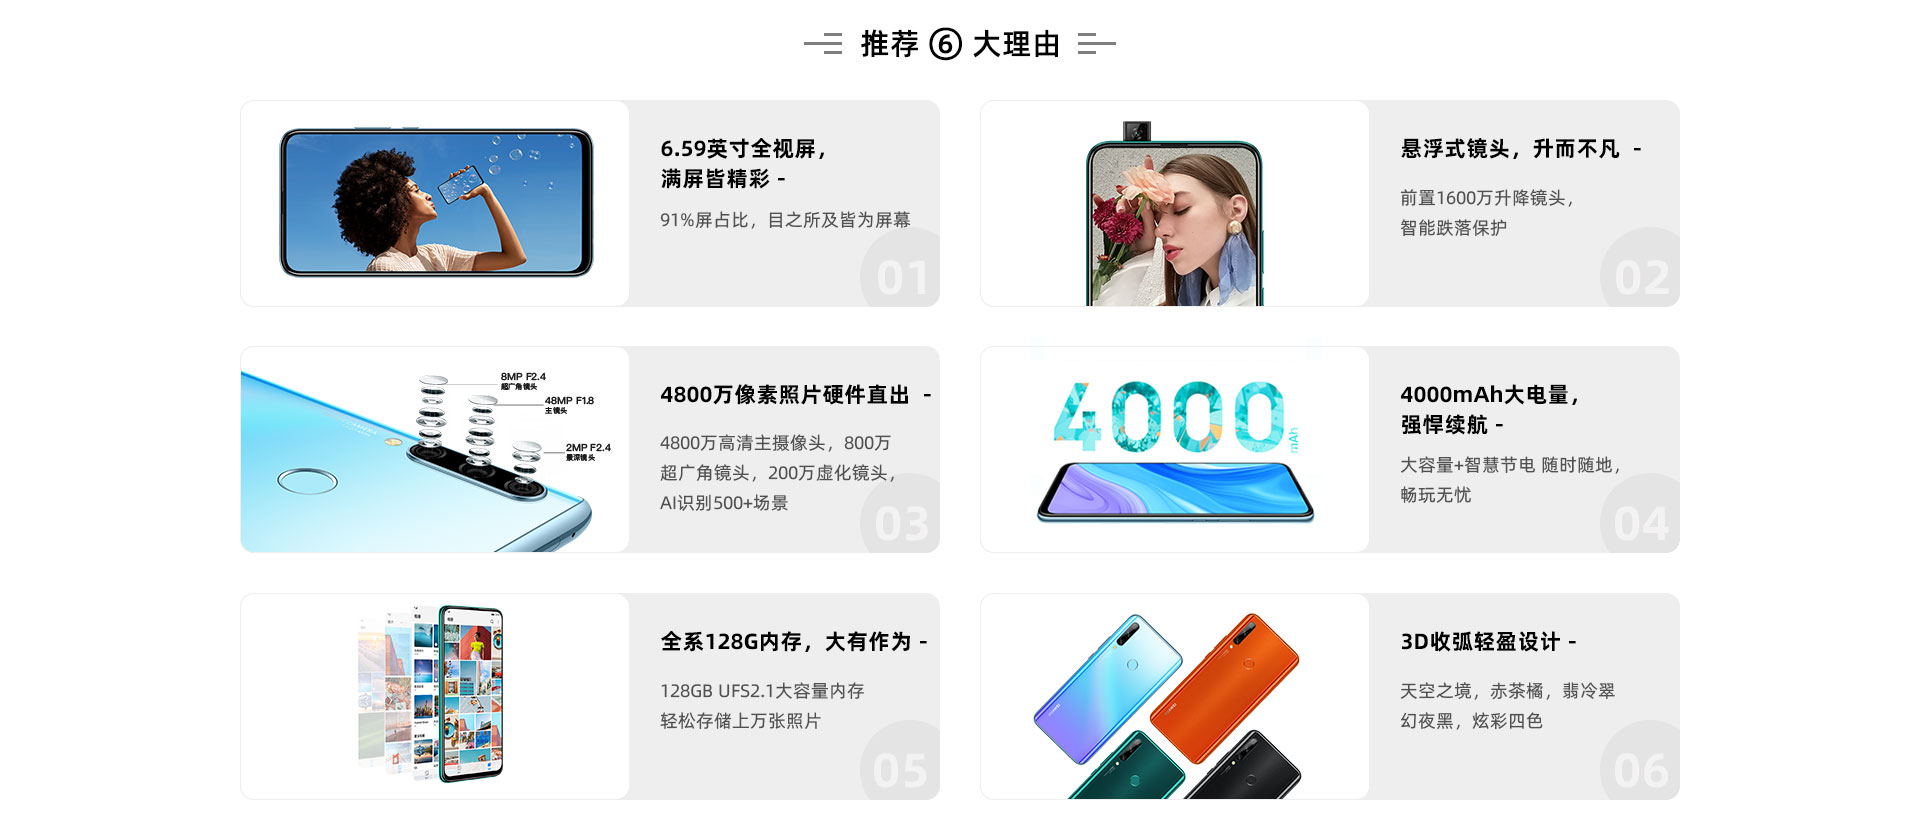 推荐 ⑥ 大理由
6.59英寸全视屏，
满屏皆精彩 -
91%屏占比，目之所及皆为屏幕
01
悬浮式镜头，升而不凡 -
前置1600万升降镜头，
智能跌落保护
02
8MP F2.4
超广角镜头
48MP F1.8
主镜头
2MP F2.4
景深镜头
4800万像素照片硬件直出 -
4800万高清主摄像头，800万
超广角镜头，200万虚化镜头，
AI识别500+场景
03
4000
mAh
4000mAh大电量，
强悍续航 -
大容量+智慧节电 随时随地，
畅玩无忧
04
全系128G内存，大有作为 -
128GB UFS2.1大容量内存
轻松存储上万张照片
05
3D收弧轻盈设计 -
天空之境，赤茶橘，翡冷翠
幻夜黑，炫彩四色
06